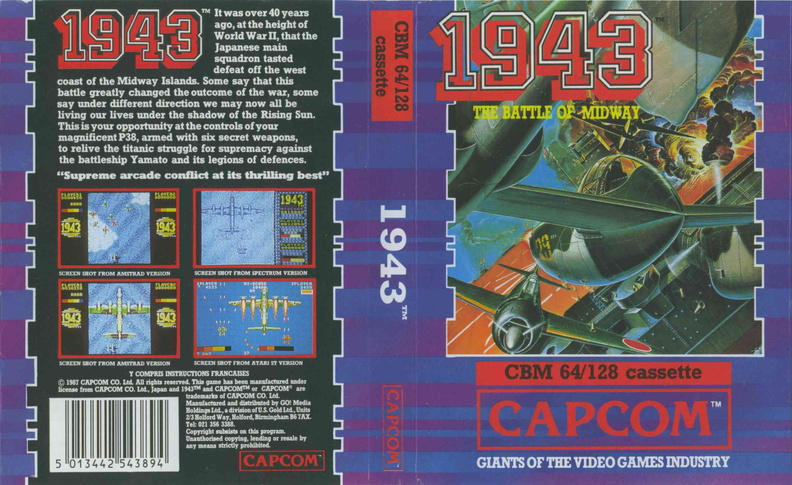 1943™
It was over 40 years
ago, at the height of
World War II, that the
Japanese main
squadron tasted
defeat off the west
coast of the Midway Islands. Some say that this
battle greatly changed the outcome of the war, some
say under different direction we may now all be
living our lives under the shadow of the Rising Sun.
This is your opportunity at the controls of your
magnificent P38, armed with six secret weapons,
to relive the titanic struggle for supremacy against
the battleship Yamato and its legions of defences.
"Supreme arcade conflict at its thrilling best"
1943
1943
1943
SCREEN SHOT FROM AMSTRAD VERSION
SCREEN SHOT FROM SPECTRUM VERSION
1943
1943
SCREEN SHOT FROM AMSTRAD VERSION
SCREEN SHOT FROM ATARI ST VERSION
Y COMPRIS INSTRUCTIONS FRANCAISES
© 1987 CAPCOM CO. Ltd. All rights reserved. This game has been manufactured under
license from CAPCOM CO. Ltd., Japan and 1943™ and CAPCOM™ or CAPCOM® are
trademarks of CAPCOM CO. Ltd.
Manufactured and distributed by GO! Media
Holdings Ltd., a division of U.S. Gold Ltd., Units
2/3 Holford Way, Holford, Birmingham B6 7AX.
Tel: 021 356 3388.
Copyright subsists on this program.
Unauthorised copying, lending or resale by
any means strictly prohibited.
CAPCOM™
5 013442 543894
CBM 64/128
cassette
1943™
CAPCOM™
1943™
THE BATTLE OF MIDWAY
CBM 64/128 cassette
CAPCOM™
GIANTS OF THE VIDEO GAMES INDUSTRY